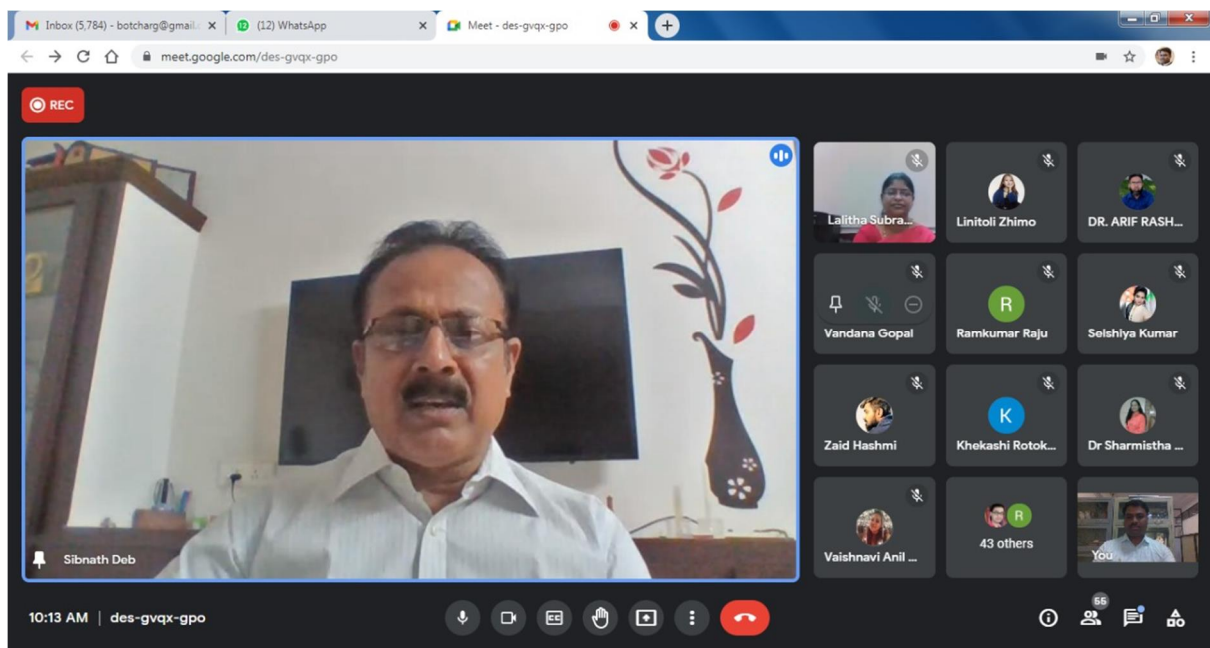 Inbox (5,784) - botcharg@gmail.
(12) WhatsApp
Meet - des-gvqx-gpo
meet.google.com/des-gvqx-gpo
REC
Lalitha Subra...
Linitoli Zhimo
DR. ARIF RASH...
Vandana Gopal
R
Ramkumar Raju
Selshiya Kumar
Zaid Hashmi
K
Khekashi Rotok...
Dr Sharmistha ...
Vaishnavi Anil ...
R
43 others
You
Sibnath Deb
10:13 AM | des-gvqx-gpo
CC
55